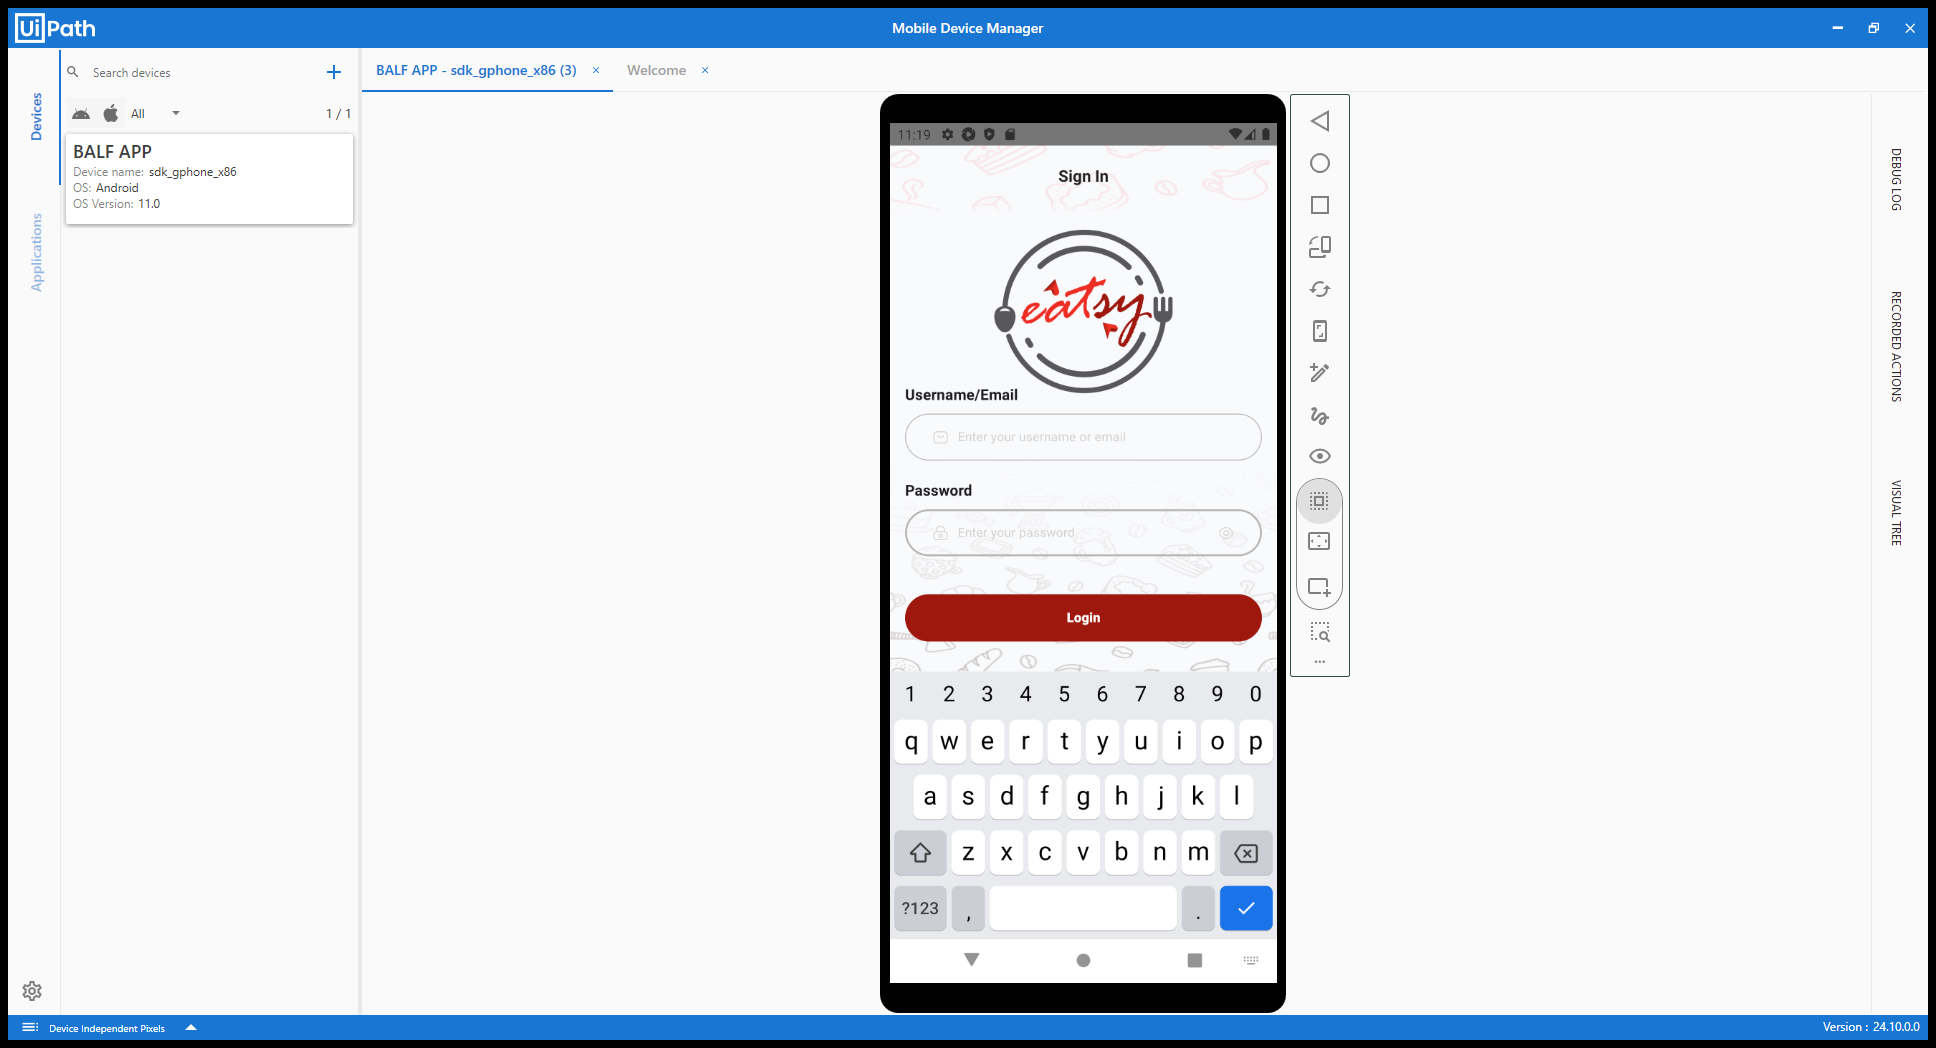 UiPath
Mobile Device Manager
Search devices
BALF APP - sdk_gphone_x86 (3)
Welcome
Devices
Applications
All
1 / 1
BALF APP
Device name: sdk_gphone_x86
OS: Android
OS Version: 11.0
11:19
Sign In
eatsy
Username/Email
Enter your username or email
Password
Enter your password
Login
1 2 3 4 5 6 7 8 9 0
q w e r t y u i o p
a s d f g h j k l
z x c v b n m
?123 , .
DEBUG LOG
RECORDED ACTIONS
VISUAL TREE
Device Independent Pixels
Version : 24.10.0.0